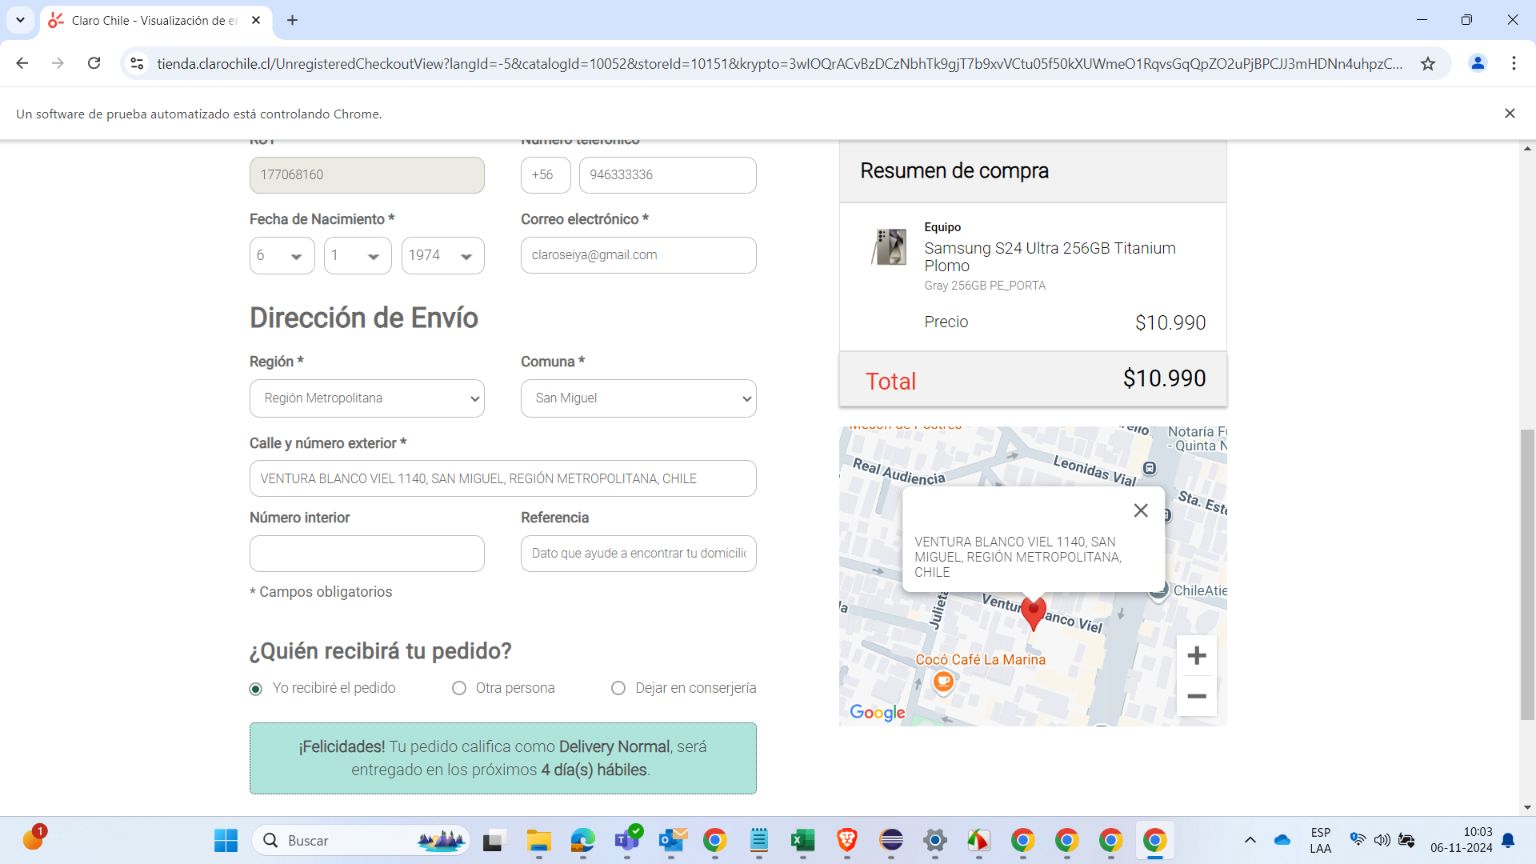 Claro Chile - Visualización de e
tienda.clarochile.cl/UnregisteredCheckoutView?langId=-5&catalogId=10052&storeId=10151&krypto=3wIOQrACvBzDCzNbhTk9gjT7b9xvVCtu05f50kXUWmeO1RqvsGqQpZO2uPjBPCJJ3mHDNn4uhpzC...
Un software de prueba automatizado está controlando Chrome.
RUT
Número telefónico
177068160
+56
946333336
Fecha de Nacimiento *
Correo electrónico *
6
1
1974
claroseiya@gmail.com
Dirección de Envío
Región *
Comuna *
Región Metropolitana
San Miguel
Calle y número exterior *
VENTURA BLANCO VIEL 1140, SAN MIGUEL, REGIÓN METROPOLITANA, CHILE
Número interior
Referencia
Dato que ayude a encontrar tu domicilio
* Campos obligatorios
¿Quién recibirá tu pedido?
Yo recibiré el pedido
Otra persona
Dejar en conserjería
¡Felicidades! Tu pedido califica como Delivery Normal, será
entregado en los próximos 4 día(s) hábiles.
Resumen de compra
Equipo
Samsung S24 Ultra 256GB Titanium
Plomo
Gray 256GB PE_PORTA
Precio
$10.990
Total
$10.990
Mesón de Postres
Notaría F
- Quinta N
Real Audiencia
Leonidas Vial
Sta. Este
VENTURA BLANCO VIEL 1140, SAN
MIGUEL, REGIÓN METROPOLITANA,
CHILE
ChileAtie
Julieta
Ventura Blanco Viel
Cocó Café La Marina
Google
1
Buscar
ESP
LAA
10:03
06-11-2024